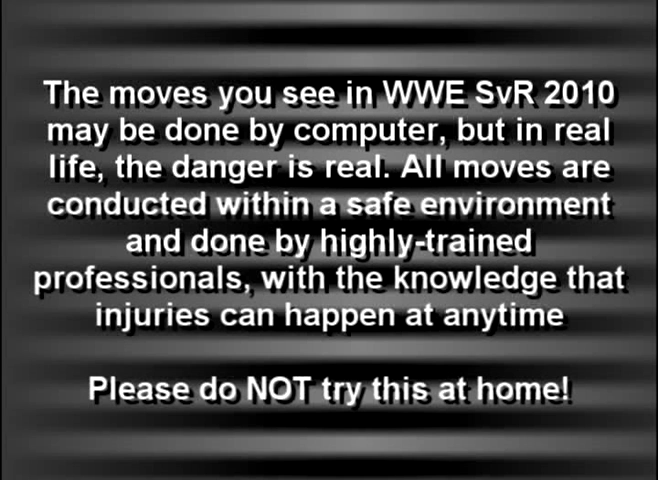 The moves you see in WWE SvR 2010
may be done by computer, but in real
life, the danger is real. All moves are
conducted within a safe environment
and done by highly-trained
professionals, with the knowledge that
injuries can happen at anytime
Please do NOT try this at home!